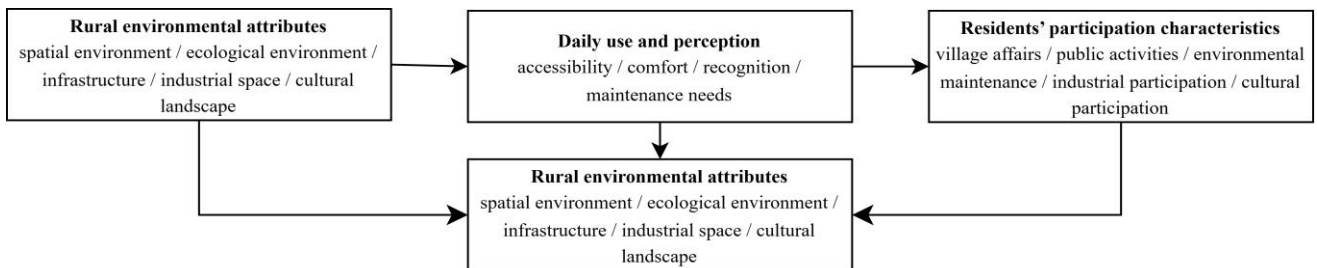 Rural environmental attributes
spatial environment / ecological environment /
infrastructure / industrial space / cultural
landscape
Daily use and perception
accessibility / comfort / recognition /
maintenance needs
Residents’ participation characteristics
village affairs / public activities / environmental
maintenance / industrial participation / cultural
participation
Rural environmental attributes
spatial environment / ecological environment /
infrastructure / industrial space / cultural
landscape